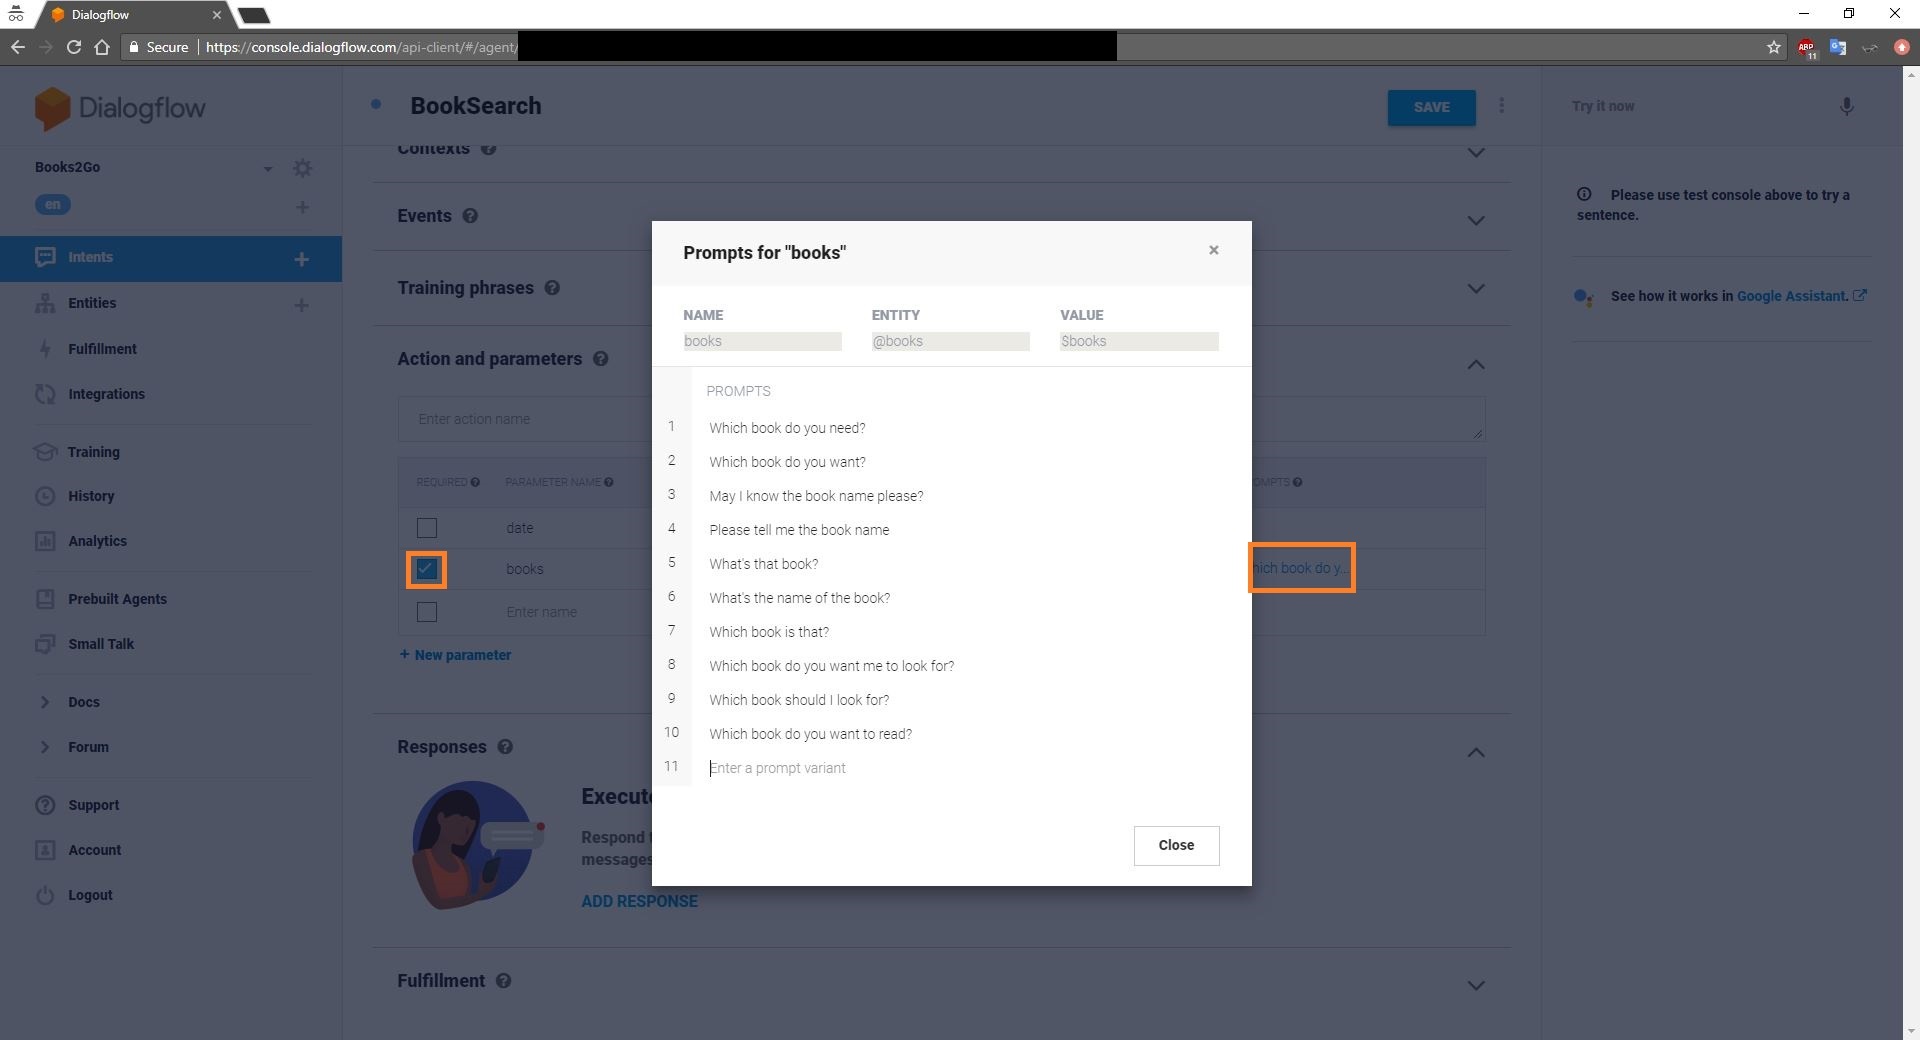 Dialogflow
Secure https://console.dialogflow.com/api-client/#/agent/
ABP
11
Dialogflow
Books2Go
en
Intents
Entities
Fulfillment
Integrations
Training
History
Analytics
Prebuilt Agents
Small Talk
Docs
Forum
Support
Account
Logout
BookSearch
SAVE
Contexts
Events
Training phrases
Action and parameters
Enter action name
REQUIRED PARAMETER NAME
date
books
hich book do y...
Enter name
+ New parameter
Responses
Execute
Respond
messages
ADD RESPONSE
Fulfillment
Prompts for "books"
×
NAME ENTITY VALUE
books @books $books
PROMPTS
1 Which book do you need?
2 Which book do you want?
3 May I know the book name please?
4 Please tell me the book name
5 What's that book?
6 What's the name of the book?
7 Which book is that?
8 Which book do you want me to look for?
9 Which book should I look for?
10 Which book do you want to read?
11 Enter a prompt variant
Close
Try it now
Please use test console above to try a
sentence.
See how it works in Google Assistant.